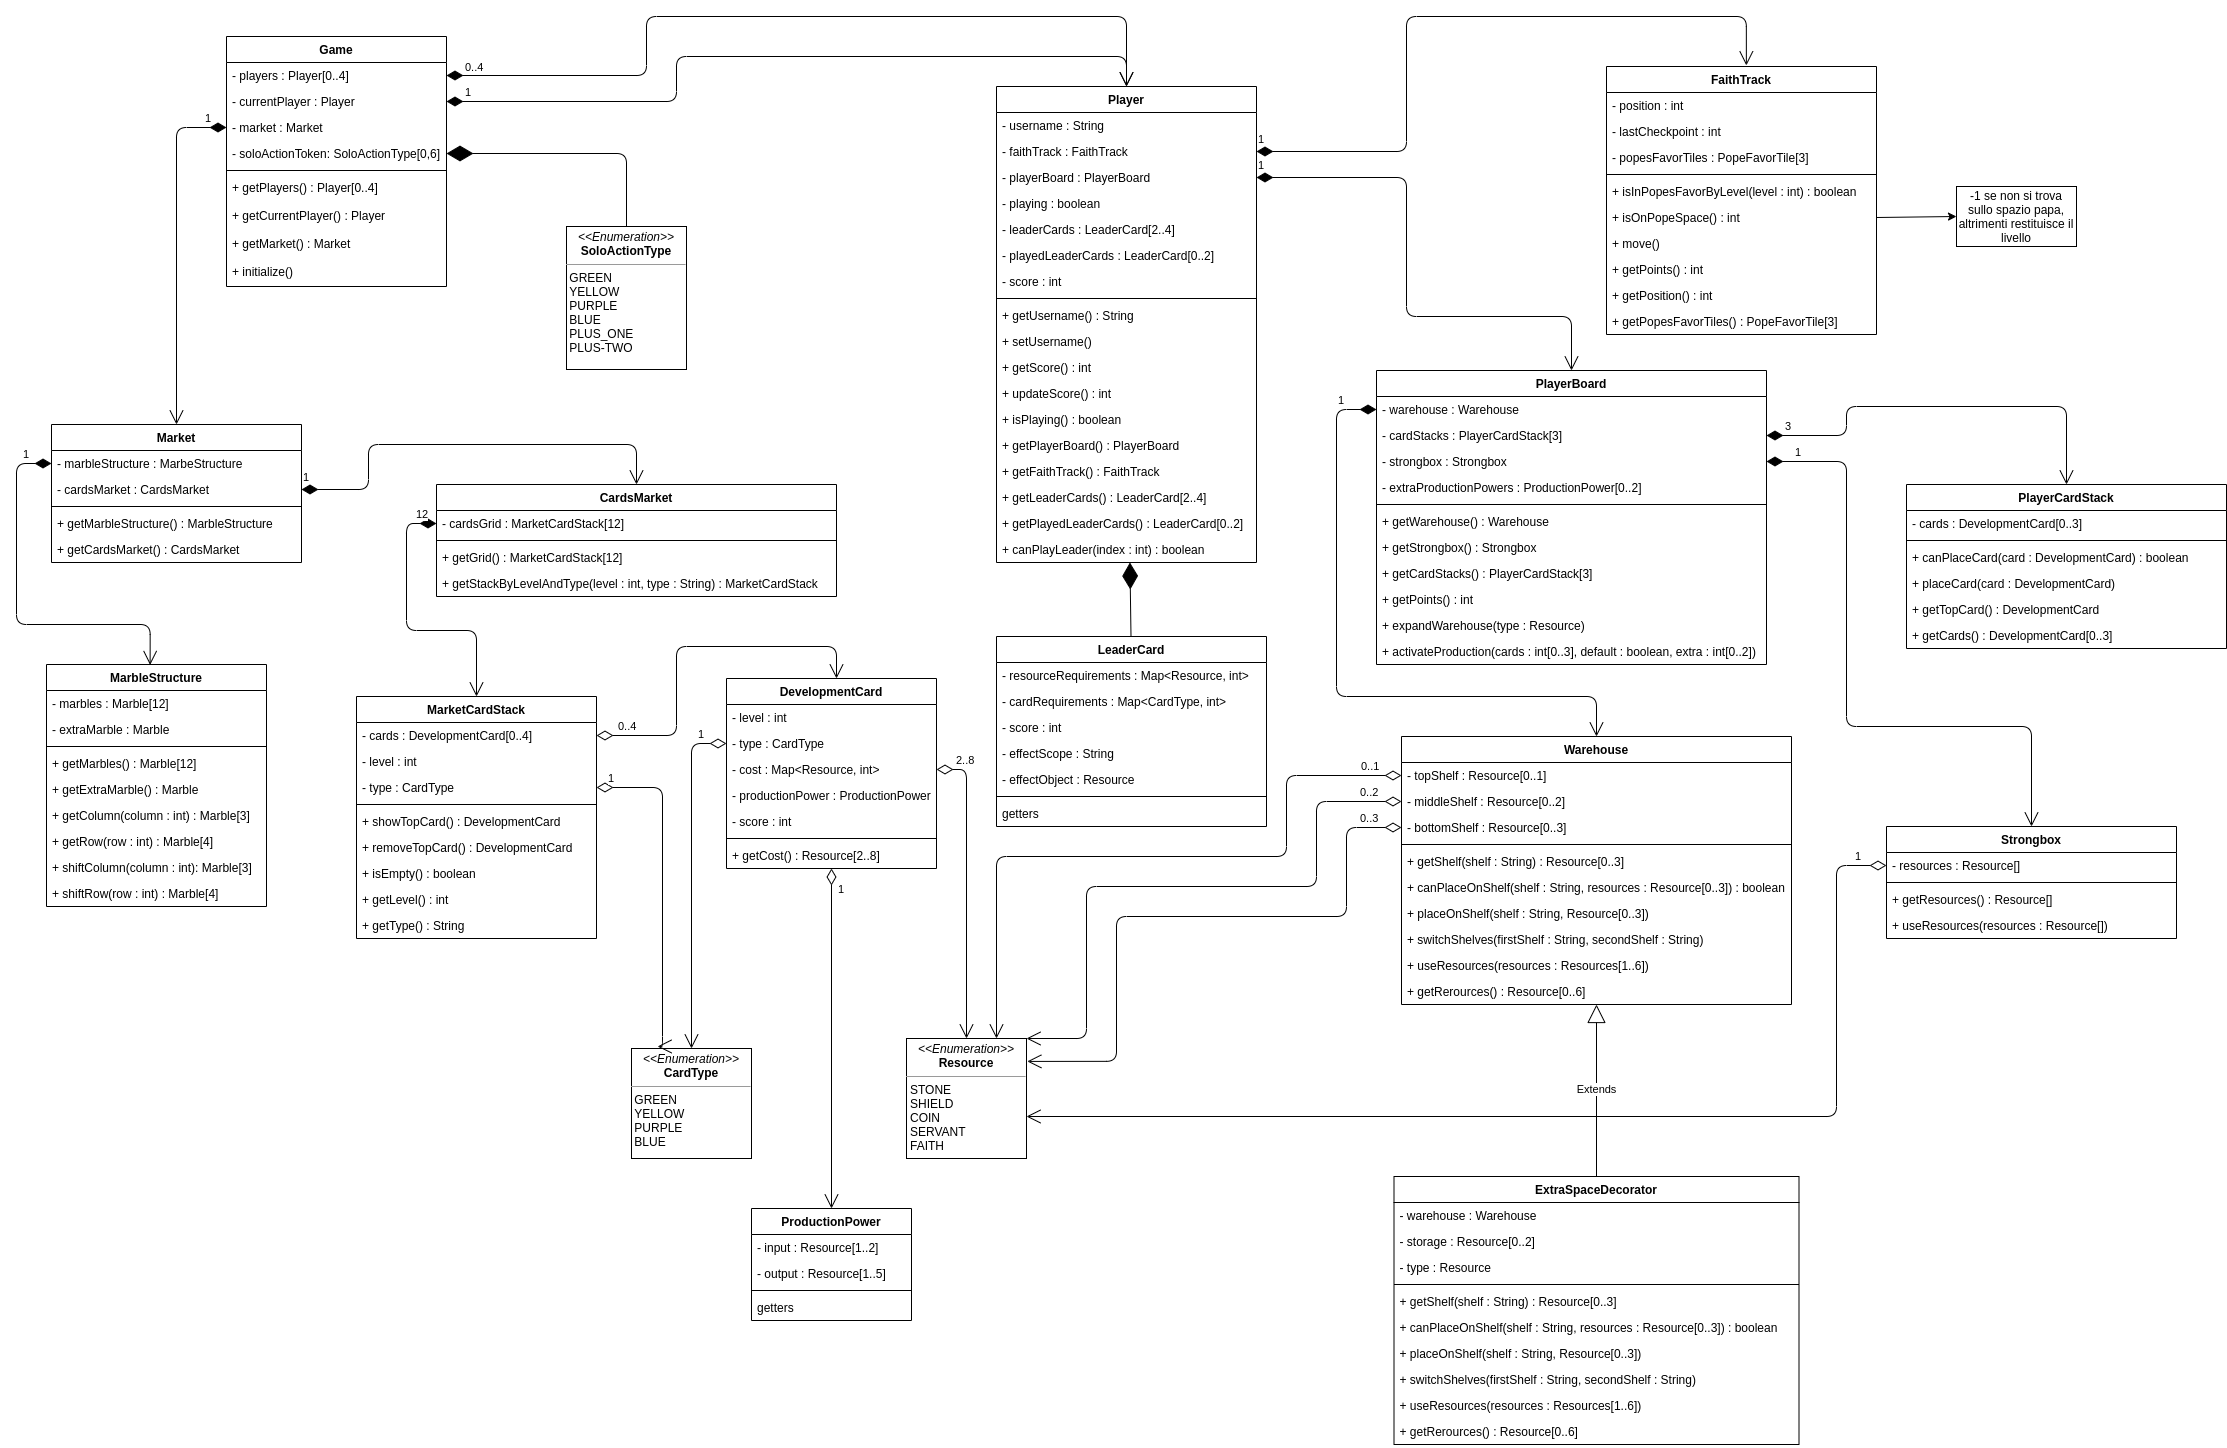 Game
- players : Player[0..4]
- currentPlayer : Player
- market : Market
- soloActionToken: SoloActionType[0,6]
+ getPlayers() : Player[0..4]
+ getCurrentPlayer() : Player
+ getMarket() : Market
+ initialize()
0..4
1
1
<<Enumeration>>
SoloActionType
GREEN
YELLOW
PURPLE
BLUE
PLUS_ONE
PLUS-TWO
Player
- username : String
- faithTrack : FaithTrack
- playerBoard : PlayerBoard
- playing : boolean
- leaderCards : LeaderCard[2..4]
- playedLeaderCards : LeaderCard[0..2]
- score : int
+ getUsername() : String
+ setUsername()
+ getScore() : int
+ updateScore() : int
+ isPlaying() : boolean
+ getPlayerBoard() : PlayerBoard
+ getFaithTrack() : FaithTrack
+ getLeaderCards() : LeaderCard[2..4]
+ getPlayedLeaderCards() : LeaderCard[0..2]
+ canPlayLeader(index : int) : boolean
1
1
FaithTrack
- position : int
- lastCheckpoint : int
- popesFavorTiles : PopeFavorTile[3]
+ isInPopesFavorByLevel(level : int) : boolean
+ isOnPopeSpace() : int
+ move()
+ getPoints() : int
+ getPosition() : int
+ getPopesFavorTiles() : PopeFavorTile[3]
-1 se non si trova
sullo spazio papa,
altrimenti restituisce il
livello
Market
- marbleStructure : MarbeStructure
- cardsMarket : CardsMarket
+ getMarbleStructure() : MarbleStructure
+ getCardsMarket() : CardsMarket
1
1
CardsMarket
- cardsGrid : MarketCardStack[12]
+ getGrid() : MarketCardStack[12]
+ getStackByLevelAndType(level : int, type : String) : MarketCardStack
12
PlayerBoard
- warehouse : Warehouse
- cardStacks : PlayerCardStack[3]
- strongbox : Strongbox
- extraProductionPowers : ProductionPower[0..2]
+ getWarehouse() : Warehouse
+ getStrongbox() : Strongbox
+ getCardStacks() : PlayerCardStack[3]
+ getPoints() : int
+ expandWarehouse(type : Resource)
+ activateProduction(cards : int[0..3], default : boolean, extra : int[0..2])
1
3
1
PlayerCardStack
- cards : DevelopmentCard[0..3]
+ canPlaceCard(card : DevelopmentCard) : boolean
+ placeCard(card : DevelopmentCard)
+ getTopCard() : DevelopmentCard
+ getCards() : DevelopmentCard[0..3]
MarbleStructure
- marbles : Marble[12]
- extraMarble : Marble
+ getMarbles() : Marble[12]
+ getExtraMarble() : Marble
+ getColumn(column : int) : Marble[3]
+ getRow(row : int) : Marble[4]
+ shiftColumn(column : int): Marble[3]
+ shiftRow(row : int) : Marble[4]
MarketCardStack
- cards : DevelopmentCard[0..4]
- level : int
- type : CardType
+ showTopCard() : DevelopmentCard
+ removeTopCard() : DevelopmentCard
+ isEmpty() : boolean
+ getLevel() : int
+ getType() : String
0..4
1
DevelopmentCard
- level : int
- type : CardType
- cost : Map<Resource, int>
- productionPower : ProductionPower
- score : int
+ getCost() : Resource[2..8]
1
2..8
1
LeaderCard
- resourceRequirements : Map<Resource, int>
- cardRequirements : Map<CardType, int>
- score : int
- effectScope : String
- effectObject : Resource
getters
Warehouse
- topShelf : Resource[0..1]
- middleShelf : Resource[0..2]
- bottomShelf : Resource[0..3]
+ getShelf(shelf : String) : Resource[0..3]
+ canPlaceOnShelf(shelf : String, resources : Resource[0..3]) : boolean
+ placeOnShelf(shelf : String, Resource[0..3])
+ switchShelves(firstShelf : String, secondShelf : String)
+ useResources(resources : Resources[1..6])
+ getRerources() : Resource[0..6]
0..1
0..2
0..3
Strongbox
- resources : Resource[]
+ getResources() : Resource[]
+ useResources(resources : Resource[])
1
<<Enumeration>>
CardType
GREEN
YELLOW
PURPLE
BLUE
<<Enumeration>>
Resource
STONE
SHIELD
COIN
SERVANT
FAITH
Extends
ProductionPower
- input : Resource[1..2]
- output : Resource[1..5]
getters
ExtraSpaceDecorator
- warehouse : Warehouse
- storage : Resource[0..2]
- type : Resource
+ getShelf(shelf : String) : Resource[0..3]
+ canPlaceOnShelf(shelf : String, resources : Resource[0..3]) : boolean
+ placeOnShelf(shelf : String, Resource[0..3])
+ switchShelves(firstShelf : String, secondShelf : String)
+ useResources(resources : Resources[1..6])
+ getRerources() : Resource[0..6]